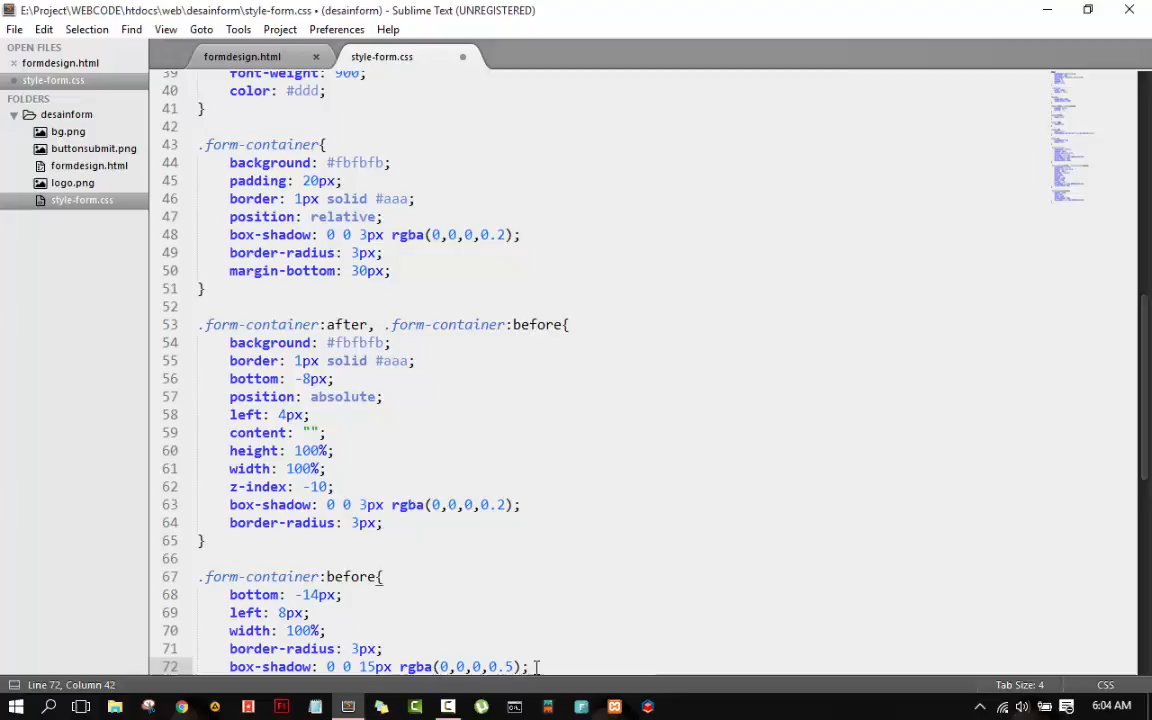 E:\Project\WEBCODE\htdocs\web\desainform\style-form.css • (desainform) - Sublime Text (UNREGISTERED)
File Edit Selection Find View Goto Tools Project Preferences Help
OPEN FILES
formdesign.html
style-form.css
FOLDERS
desainform
bg.png
buttonsubmit.png
formdesign.html
logo.png
style-form.css
formdesign.html style-form.css
39 font-weight: 900;
40 color: #ddd;
41 }
42
43 .form-container{
44 background: #fbfbfb;
45 padding: 20px;
46 border: 1px solid #aaa;
47 position: relative;
48 box-shadow: 0 0 3px rgba(0,0,0,0.2);
49 border-radius: 3px;
50 margin-bottom: 30px;
51 }
52
53 .form-container:after, .form-container:before{
54 background: #fbfbfb;
55 border: 1px solid #aaa;
56 bottom: -8px;
57 position: absolute;
58 left: 4px;
59 content: "";
60 height: 100%;
61 width: 100%;
62 z-index: -10;
63 box-shadow: 0 0 3px rgba(0,0,0,0.2);
64 border-radius: 3px;
65 }
66
67 .form-container:before{
68 bottom: -14px;
69 left: 8px;
70 width: 100%;
71 border-radius: 3px;
72 box-shadow: 0 0 15px rgba(0,0,0,0.5);
Line 72, Column 42 Tab Size: 4 CSS
6:04 AM